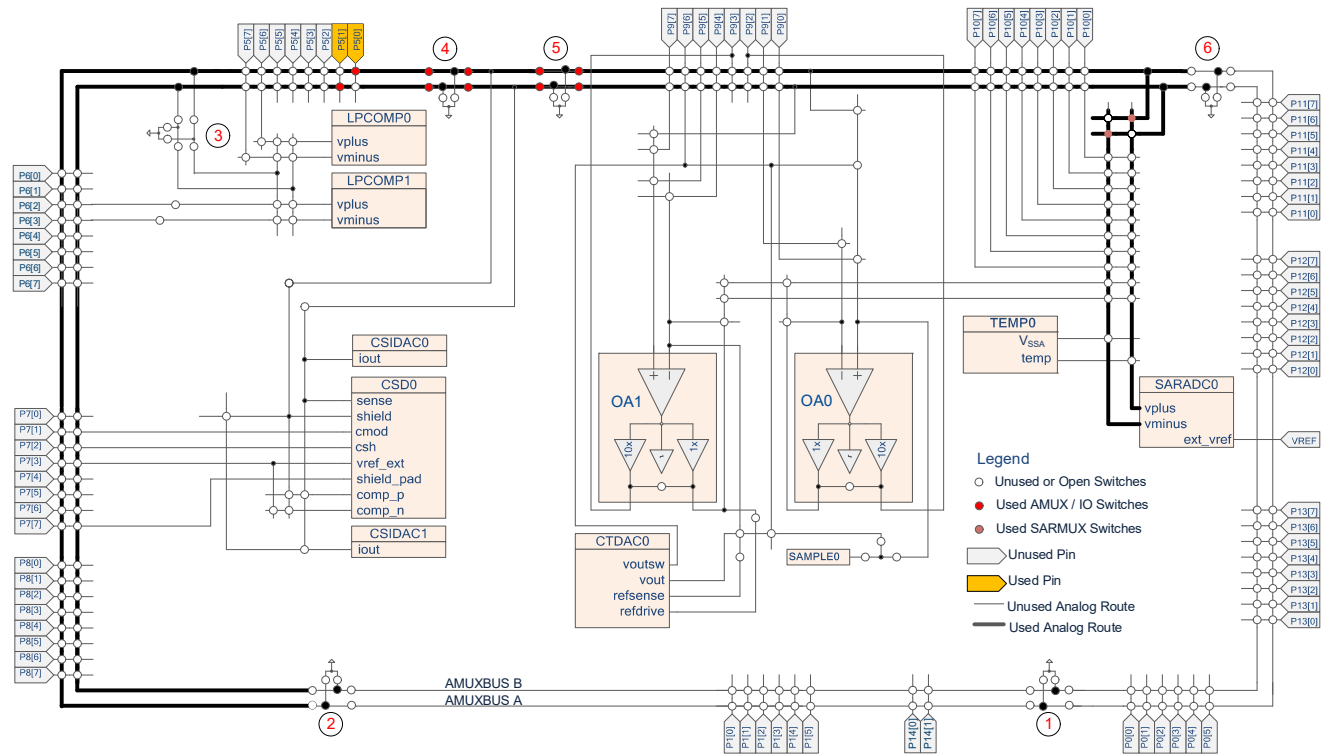 P5[7]
P5[6]
P5[5]
P5[4]
P5[3]
P5[2]
P5[1]
P5[0]
P9[7]
P9[6]
P9[5]
P9[4]
P9[3]
P9[2]
P9[1]
P9[0]
P10[7]
P10[6]
P10[5]
P10[4]
P10[3]
P10[2]
P10[1]
P10[0]
4
5
6
3
LPCOMP0
vplus
vminus
LPCOMP1
vplus
vminus
P6[0]
P6[1]
P6[2]
P6[3]
P6[4]
P6[5]
P6[6]
P6[7]
P11[7]
P11[6]
P11[5]
P11[4]
P11[3]
P11[2]
P11[1]
P11[0]
P12[7]
P12[6]
P12[5]
P12[4]
P12[3]
P12[2]
P12[1]
P12[0]
CSIDAC0
iout
CSD0
sense
shield
cmod
csh
vref_ext
shield_pad
comp_p
comp_n
CSIDAC1
iout
P7[0]
P7[1]
P7[2]
P7[3]
P7[4]
P7[5]
P7[6]
P7[7]
P8[0]
P8[1]
P8[2]
P8[3]
P8[4]
P8[5]
P8[6]
P8[7]
+ −
OA1
10x
1x
+ −
OA0
1x
10x
TEMP0
VSSA
temp
SARADC0
vplus
vminus
ext_vref
VREF
CTDAC0
voutsw
vout
refsense
refdrive
SAMPLE0
Legend
Unused or Open Switches
Used AMUX / IO Switches
Used SARMUX Switches
Unused Pin
Used Pin
Unused Analog Route
Used Analog Route
P13[7]
P13[6]
P13[5]
P13[4]
P13[3]
P13[2]
P13[1]
P13[0]
AMUXBUS B
AMUXBUS A
2
1
P1[0]
P1[1]
P1[2]
P1[3]
P1[4]
P1[5]
P14[0]
P14[1]
P0[0]
P0[1]
P0[2]
P0[3]
P0[4]
P0[5]